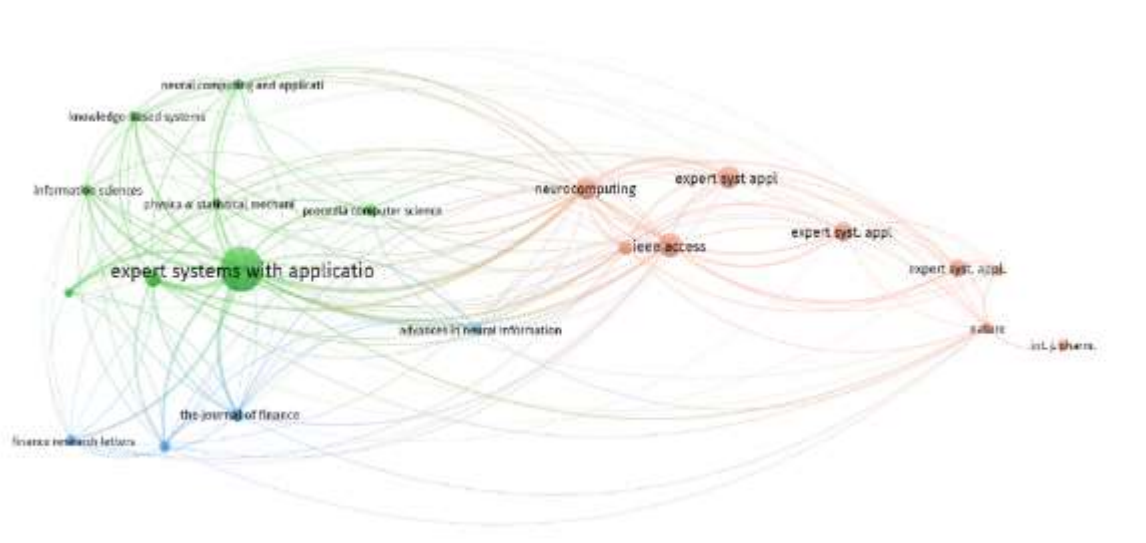 neural computing and applicati
knowledge-based systems
expert syst appl
neurocomputing
information sciences
physica a: statistical mechani
procedia computer science
expert syst. appl.
ieee access
expert syst. appl.
expert systems with applicatio
nature
advances in neural information
int. j. pharm.
the journal of finance
finance research letters